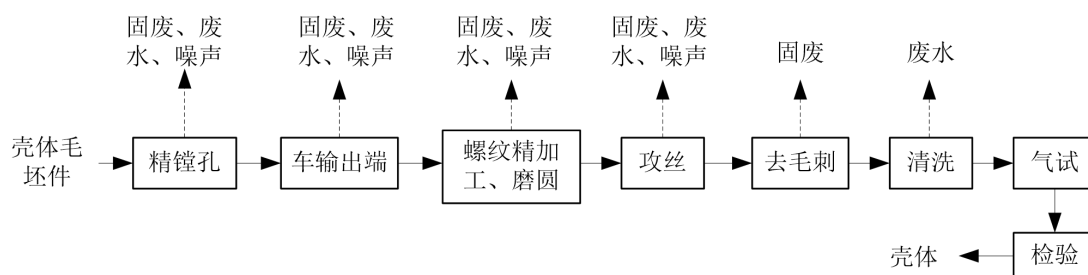 固废、废
水、噪声
固废、废
水、噪声
固废、废
水、噪声
固废、废
水、噪声
固废
废水
壳体毛
坯件
精镗孔
车输出端
螺纹精加
工、磨圆
攻丝
去毛刺
清洗
气试
壳体
检验